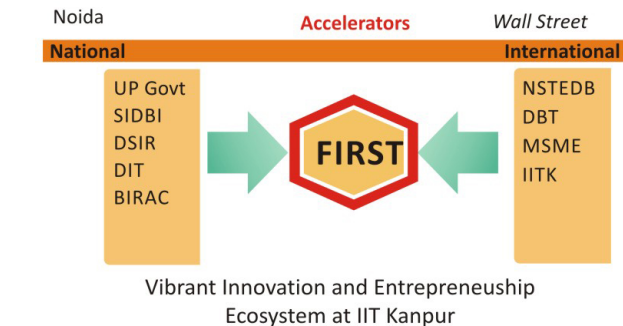 Noida
Accelerators
Wall Street
National
International
UP Govt
SIDBI
DSIR
DIT
BIRAC
FIRST
NSTEDB
DBT
MSME
IITK
Vibrant Innovation and Entrepreneuship
Ecosystem at IIT Kanpur